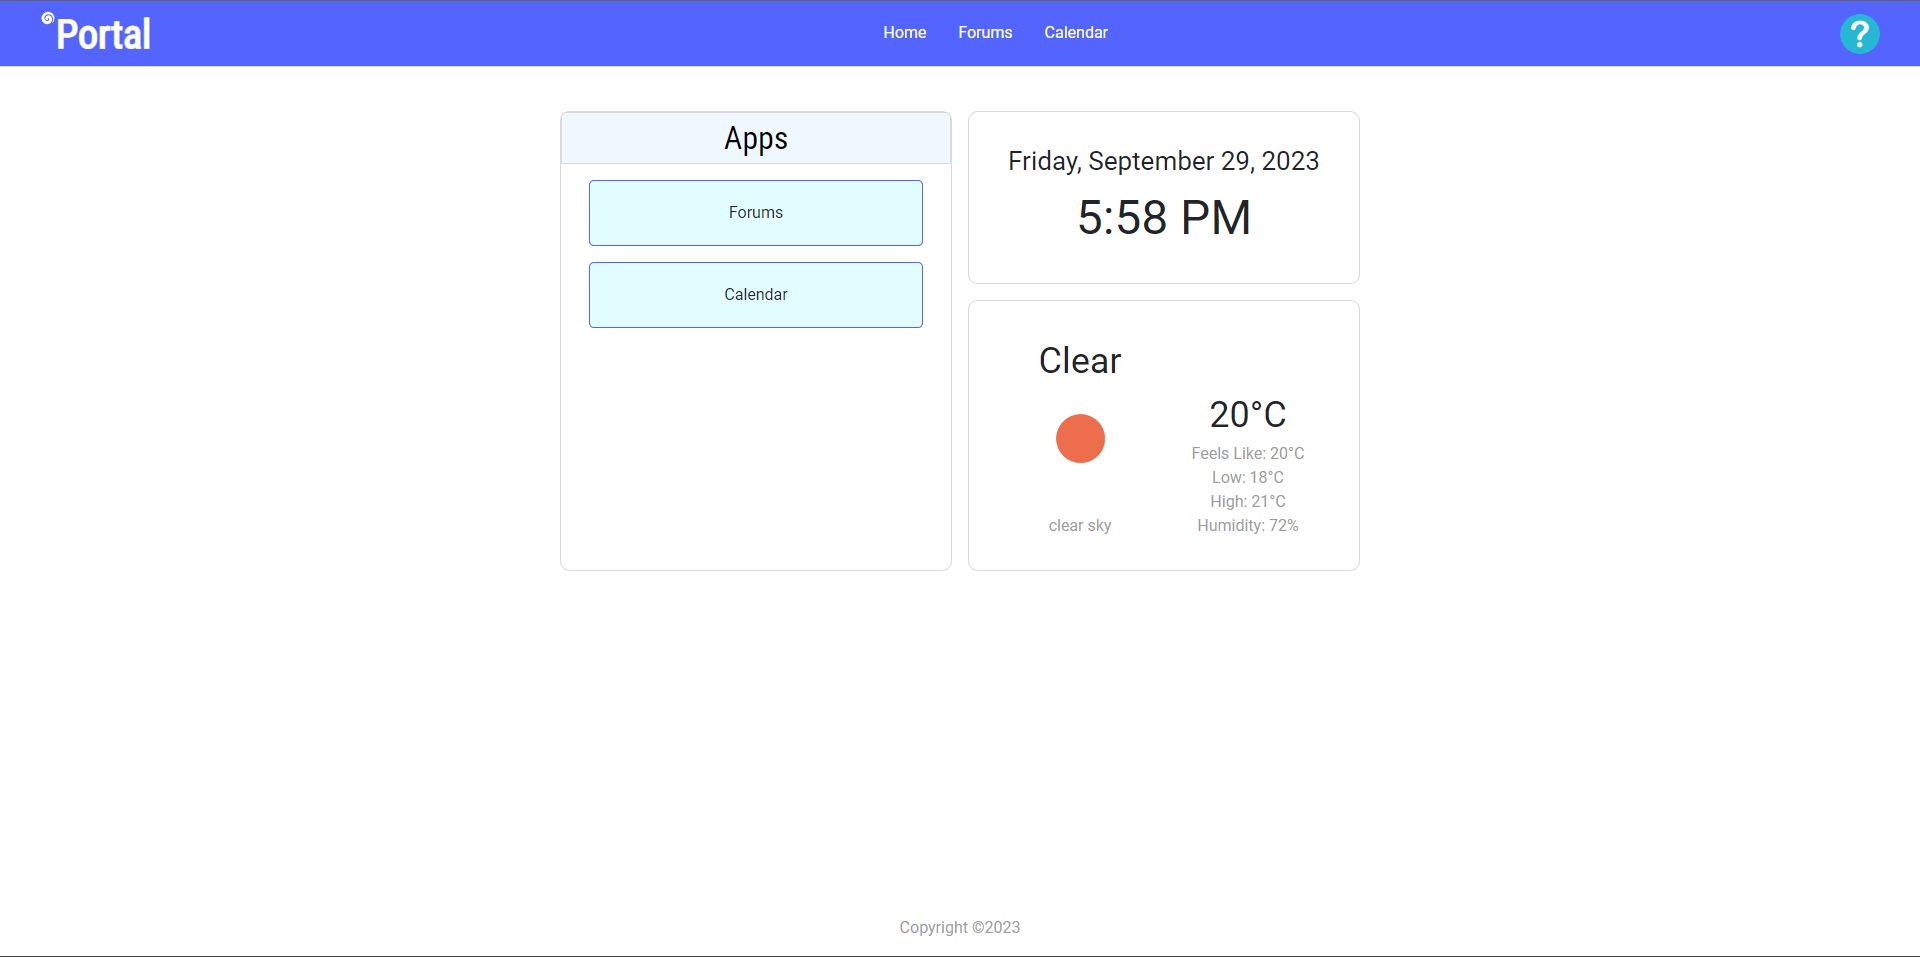 Portal
Home Forums Calendar
?
Apps
Forums
Calendar
Friday, September 29, 2023
5:58 PM
Clear
clear sky
20°C
Feels Like: 20°C
Low: 18°C
High: 21°C
Humidity: 72%
Copyright ©2023